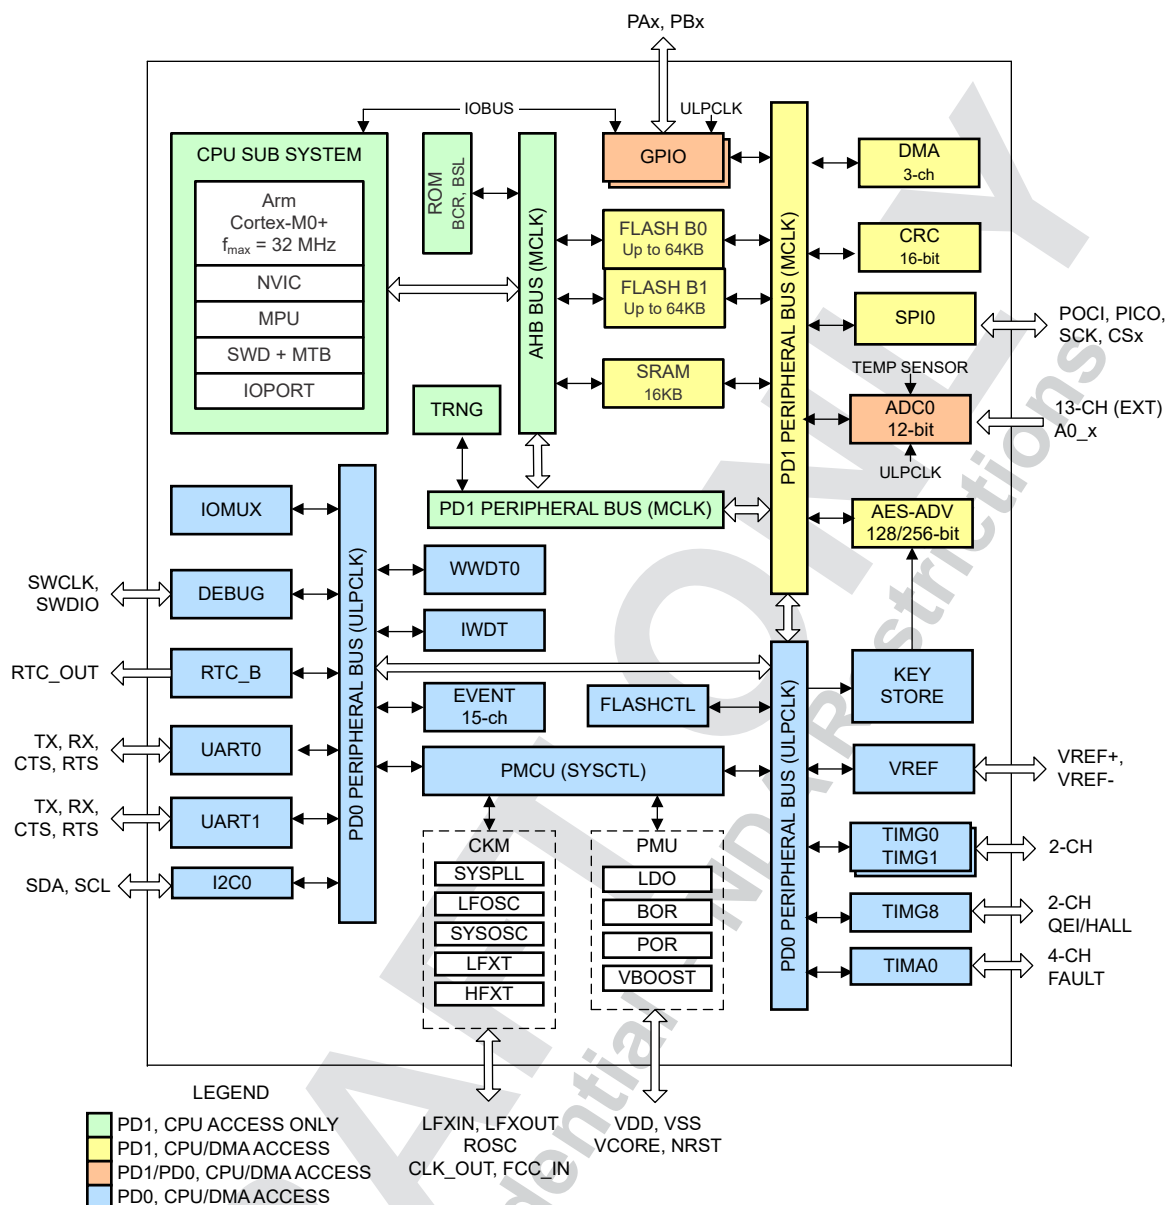 PAx, PBx
IOBUS
ULPCLK
CPU SUB SYSTEM
Arm
Cortex-M0+
fmax = 32 MHz
NVIC
MPU
SWD + MTB
IOPORT
ROM
BCR, BSL
AHB BUS (MCLK)
GPIO
FLASH B0
Up to 64KB
FLASH B1
Up to 64KB
SRAM
16KB
TRNG
PD1 PERIPHERAL BUS (MCLK)
PD1 PERIPHERAL BUS (MCLK)
DMA
3-ch
CRC
16-bit
SPI0
POCI, PICO,
SCK, CSx
TEMP SENSOR
ADC0
12-bit
13-CH (EXT)
A0_x
ULPCLK
AES-ADV
128/256-bit
IOMUX
SWCLK,
SWDIO
DEBUG
RTC_OUT
RTC_B
TX, RX,
CTS, RTS
UART0
TX, RX,
CTS, RTS
UART1
SDA, SCL
I2C0
PD0 PERIPHERAL BUS (ULPCLK)
WWDT0
IWDT
EVENT
15-ch
FLASHCTL
PMCU (SYSCTL)
CKM
SYSPLL
LFOSC
SYSOSC
LFXT
HFXT
PMU
LDO
BOR
POR
VBOOST
PD0 PERIPHERAL BUS (ULPCLK)
KEY
STORE
VREF
VREF+,
VREF-
TIMG0
TIMG1
2-CH
TIMG8
2-CH
QEI/HALL
TIMA0
4-CH
FAULT
LFXIN, LFXOUT
ROSC
CLK_OUT, FCC_IN
VDD, VSS
VCORE, NRST
LEGEND
PD1, CPU ACCESS ONLY
PD1, CPU/DMA ACCESS
PD1/PD0, CPU/DMA ACCESS
PD0, CPU/DMA ACCESS
ONLY